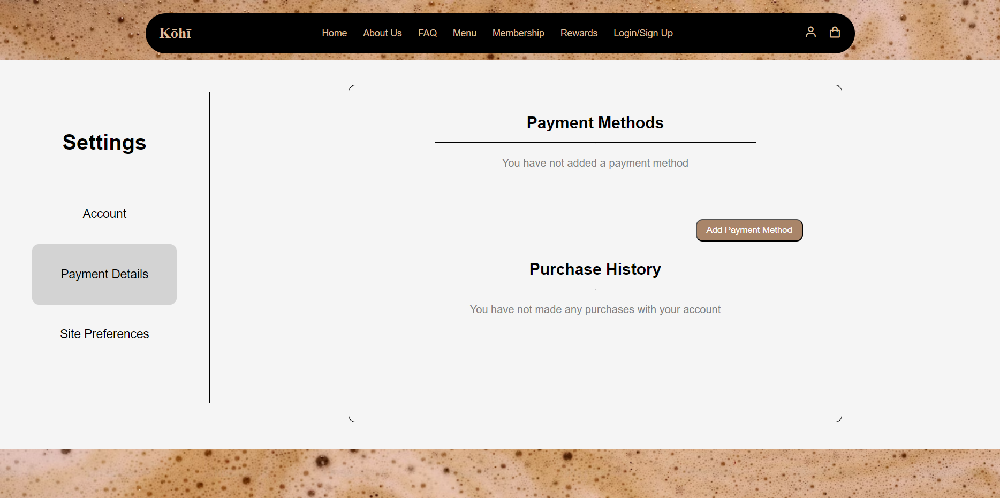 Kōhī
Home About Us FAQ Menu Membership Rewards Login/Sign Up
Settings
Account
Payment Details
Site Preferences
Payment Methods
You have not added a payment method
Add Payment Method
Purchase History
You have not made any purchases with your account